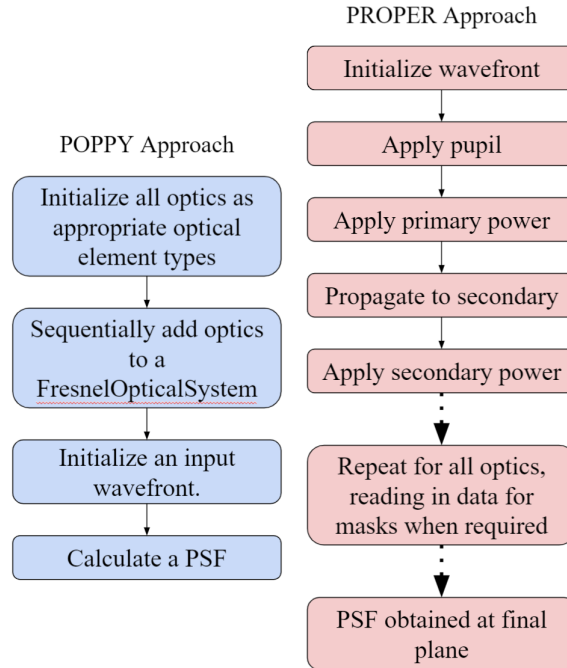 POPPY Approach
Initialize all optics as
appropriate optical
element types
Sequentially add optics
to a
FresnelOpticalSystem
Initialize an input
wavefront.
Calculate a PSF
PROPER Approach
Initialize wavefront
Apply pupil
Apply primary power
Propagate to secondary
Apply secondary power
Repeat for all optics,
reading in data for
masks when required
PSF obtained at final
plane